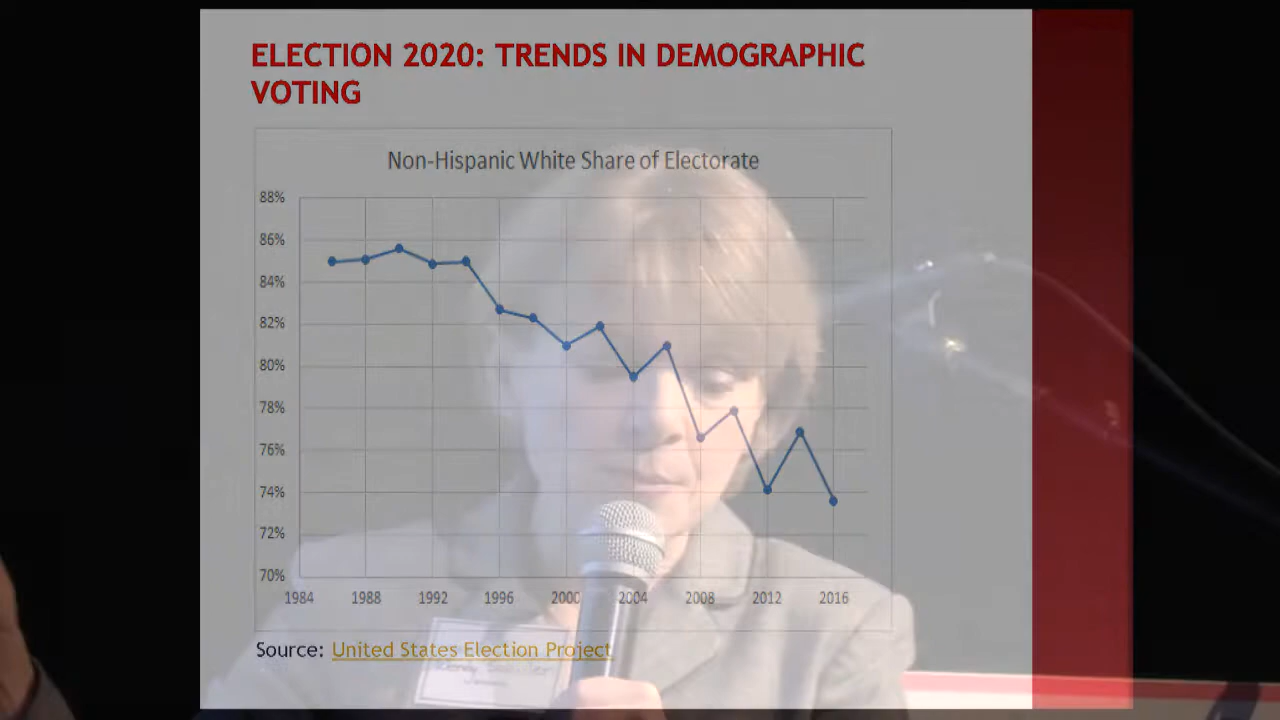 ELECTION 2020: TRENDS IN DEMOGRAPHIC
VOTING
Non-Hispanic White Share of Electorate
88%
86%
84%
82%
80%
78%
76%
74%
72%
70%
1984 1988 1992 1996 2000 2004 2008 2012 2016
Source: United States Election Project